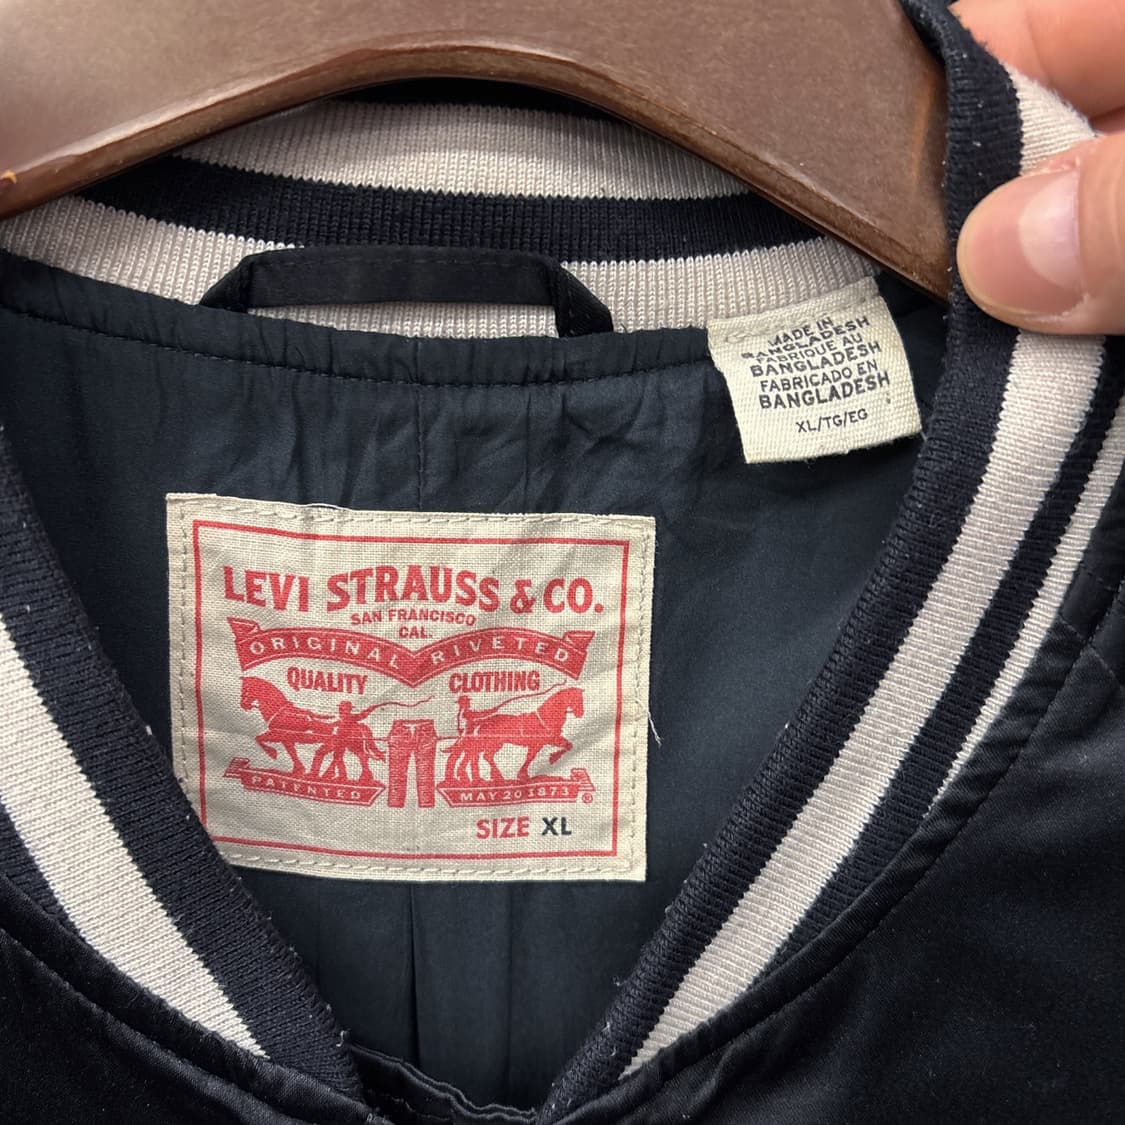 MADE IN
BANGLADESH
FABRIQUE AU
BANGLADESH
FABRICADO EN
BANGLADESH
XL/TG/EG
LEVI STRAUSS & CO.
SAN FRANCISCO
CAL.
ORIGINAL RIVETED
QUALITY CLOTHING
PATENTED MAY 20 1873 ®
SIZE XL